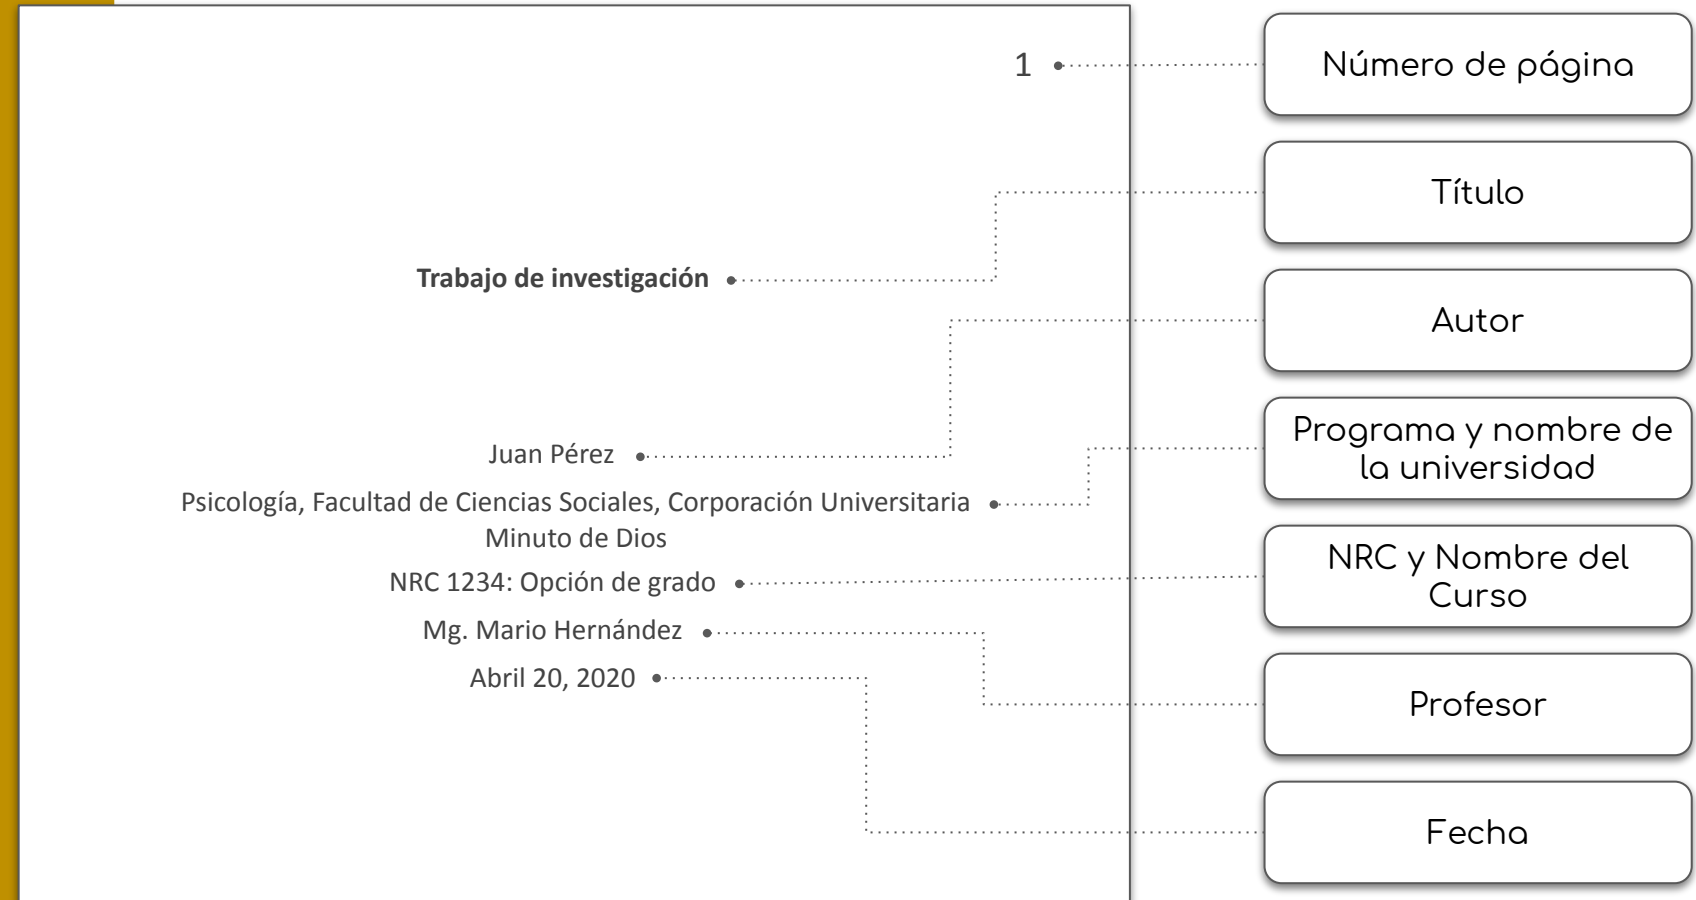 1
Número de página
Título
Trabajo de investigación
Autor
Juan Pérez
Programa y nombre de
la universidad
Psicología, Facultad de Ciencias Sociales, Corporación Universitaria
Minuto de Dios
NRC y Nombre del
Curso
NRC 1234: Opción de grado
Mg. Mario Hernández
Profesor
Abril 20, 2020
Fecha